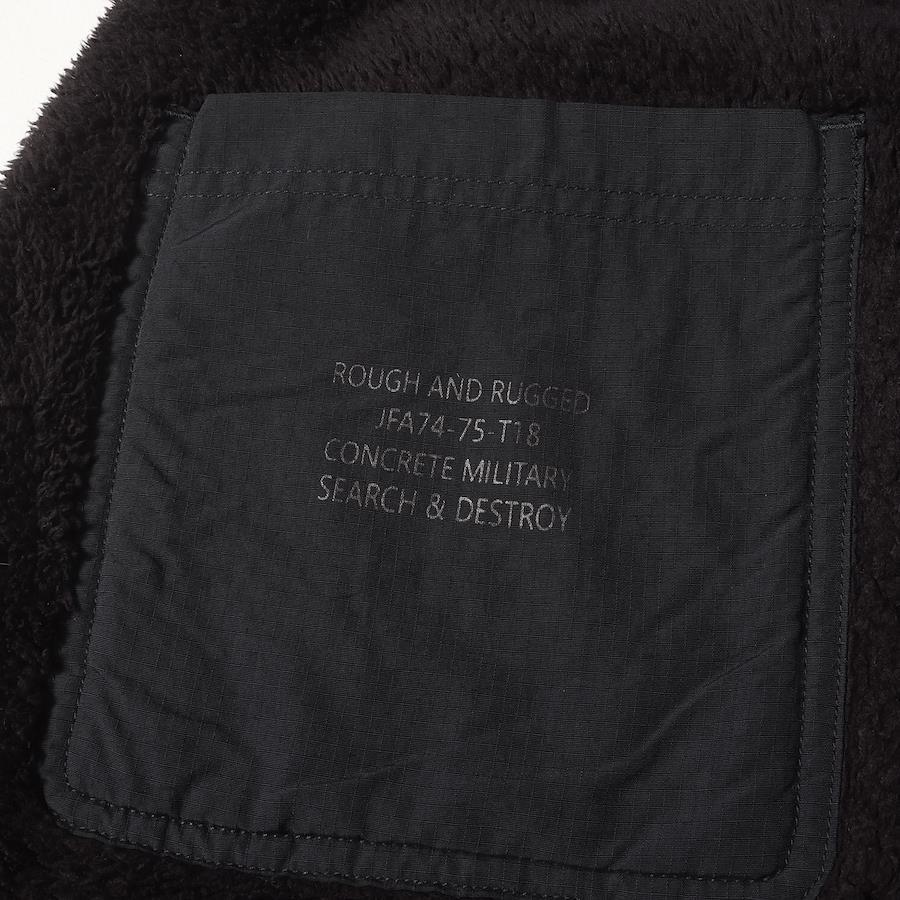 ROUGH AND RUGGED
JFA74-75-T18
CONCRETE MILITARY
SEARCH & DESTROY